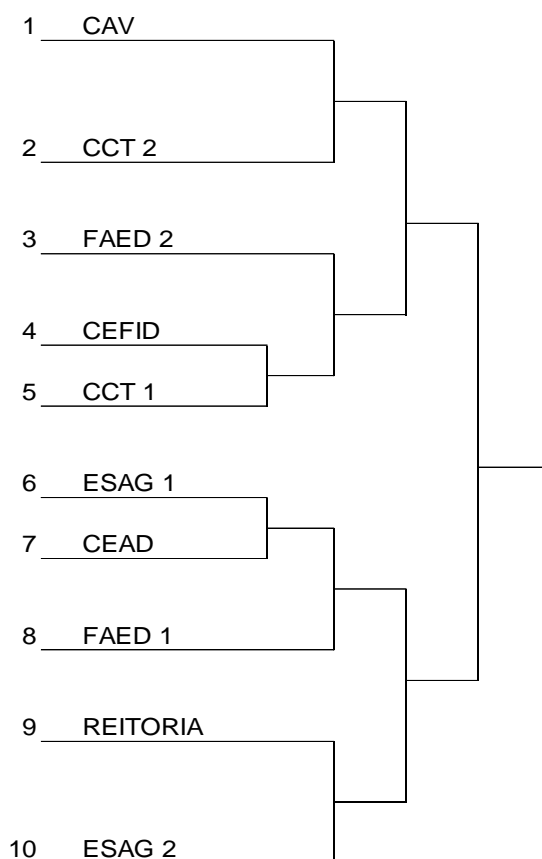 1 CAV
2 CCT 2
3 FAED 2
4 CEFID
5 CCT 1
6 ESAG 1
7 CEAD
8 FAED 1
9 REITORIA
10 ESAG 2